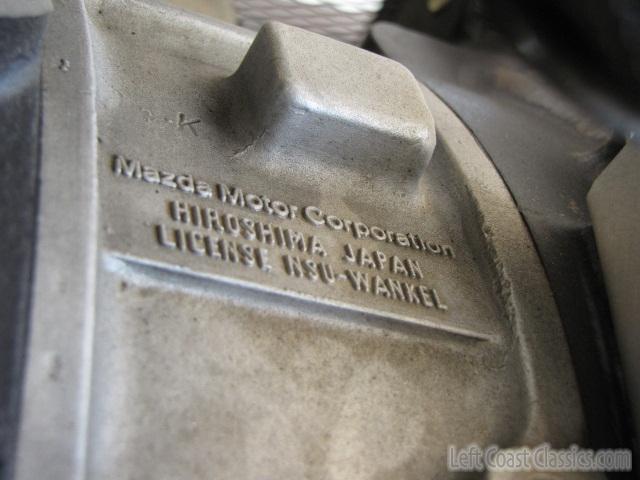 -K
Mazda Motor Corporation
HIROSHIMA JAPAN
LICENSE NSU-WANKEL
Left Coast Classics.com